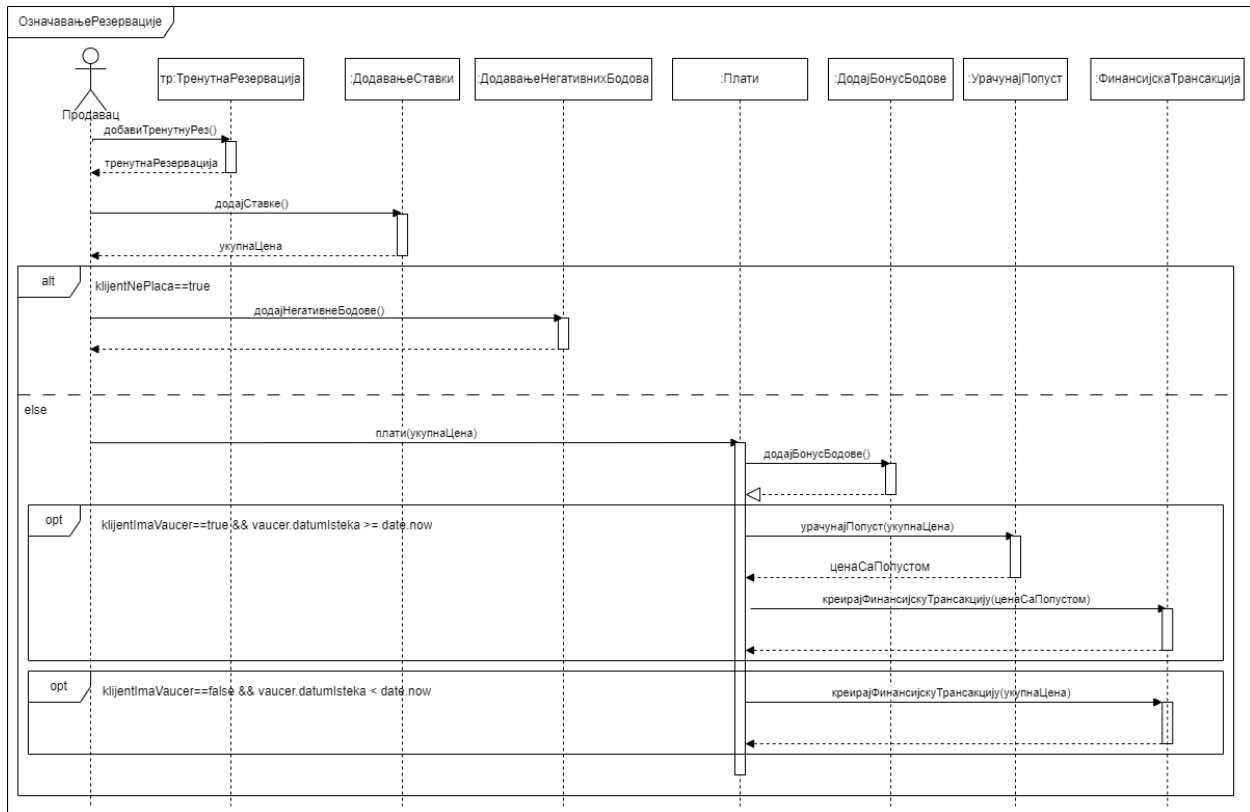 ОзначавањеРезервације
тр:ТренутнаРезервација
:ДодавањеСтавки
:ДодавањеНегативнихБодова
:Плати
:ДодајБонусБодове
:УрачунајПопуст
:ФинансијскаТрансакција
Продавац
добавиТренутнуРез()
тренутнаРезервација
додајСтавке()
укупнаЦена
alt
klijentNePlaca==true
додајНегативнеБодове()
else
плати(укупнаЦена)
додајБонусБодове()
opt
klijentImaVaucer==true && vaucer.datumIsteka >= date.now
урачунајПопуст(укупнаЦена)
ценаСаПопустом
креирајФинансијскуТрансакцију(ценаСаПопустом)
opt
klijentImaVaucer==false && vaucer.datumIsteka < date.now
креирајФинансијскуТрансакцију(укупнаЦена)